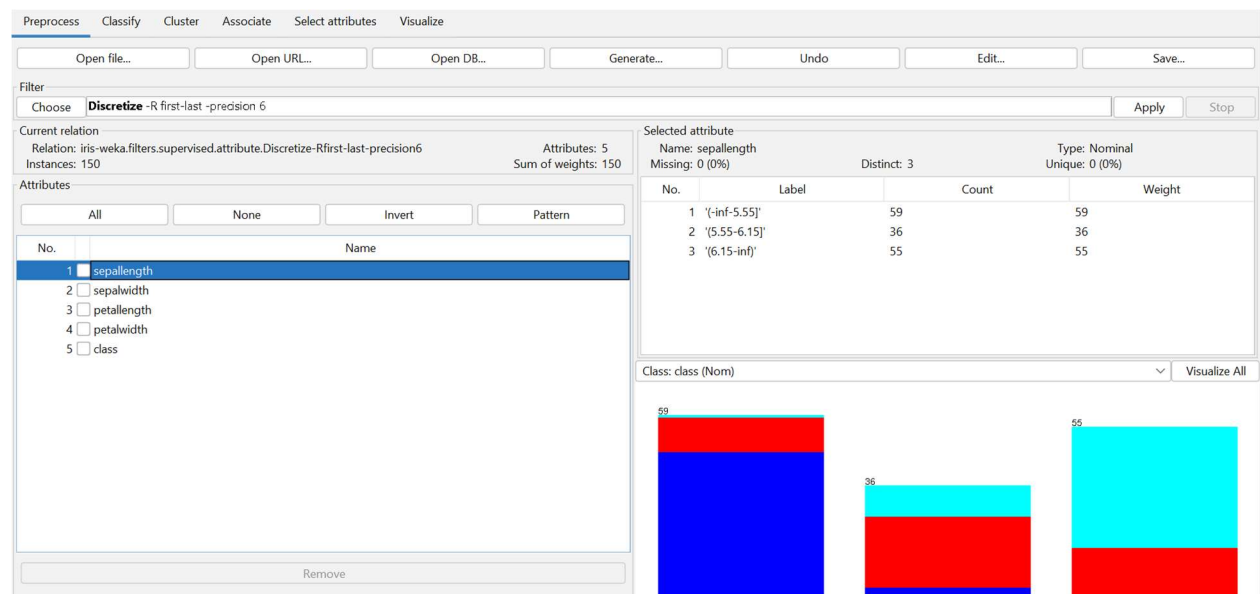 Preprocess Classify Cluster Associate Select attributes Visualize
Open file... Open URL... Open DB... Generate... Undo Edit... Save...
Filter
Choose Discretize -R first-last -precision 6 Apply Stop
Current relation
Relation: iris-weka.filters.supervised.attribute.Discretize-Rfirst-last-precision6 Attributes: 5
Instances: 150 Sum of weights: 150
Attributes
All None Invert Pattern
No. Name
1 sepallength
2 sepalwidth
3 petallength
4 petalwidth
5 class
Remove
Selected attribute
Name: sepallength Type: Nominal
Missing: 0 (0%) Distinct: 3 Unique: 0 (0%)
No. Label Count Weight
1 '(-inf-5.55]' 59 59
2 '(5.55-6.15]' 36 36
3 '(6.15-inf)' 55 55
Class: class (Nom) Visualize All
59
36
55